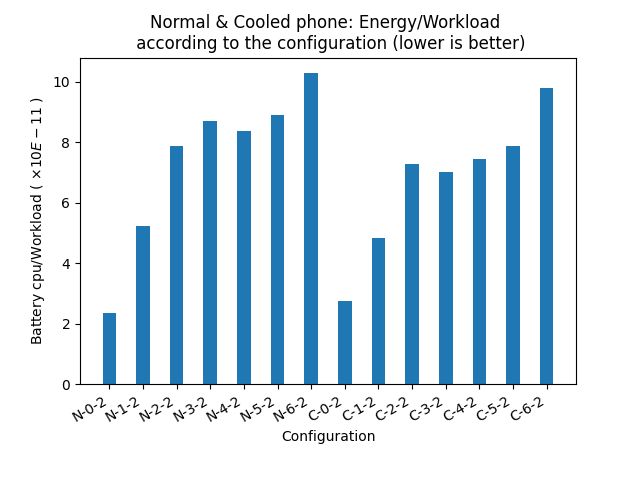 Normal & Cooled phone: Energy/Workload
according to the configuration (lower is better)
Battery cpu/Workload ( ×10E − 11 )
10
8
6
4
2
0
N-0-2
N-1-2
N-2-2
N-3-2
N-4-2
N-5-2
N-6-2
C-0-2
C-1-2
C-2-2
C-3-2
C-4-2
C-5-2
C-6-2
Configuration